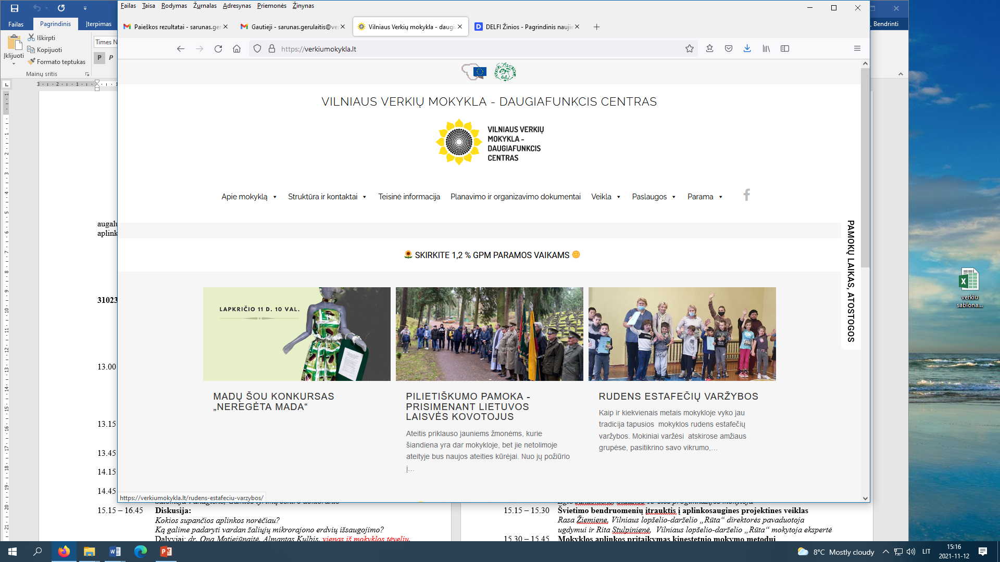 Failas Taisa Rodymas Žurnalas Adresynas Priemonės Žinynas
Failas Pagrindinis Įterpimas
Bendrinti
Paieškos rezultatai - sarunas.ger
Gautieji - sarunas.gerulaitis@ve
Vilniaus Verkių mokykla - daugia
DELFI Žinios - Pagrindinis naujie
Įklijuoti
Iškirpti
Kopijuoti
Formato teptukas
Mainų sritis
Times N
P P
https://verkiumokykla.lt
VILNIAUS VERKIŲ MOKYKLA - DAUGIAFUNKCIS CENTRAS
VILNIAUS VERKIŲ
MOKYKLA -
DAUGIAFUNKCIS
CENTRAS
Apie mokyklą Struktūra ir kontaktai Teisinė informacija Planavimo ir organizavimo dokumentai Veikla Paslaugos Parama
PAMOKŲ LAIKAS, ATOSTOGOS
SKIRKITE 1,2 % GPM PARAMOS VAIKAMS
LAPKRIČIO 11 D. 10 VAL.
MADŲ ŠOU KONKURSAS
„NEREGĖTA MADA“
PILIETIŠKUMO PAMOKA -
PRISIMENANT LIETUVOS
LAISVĖS KOVOTOJUS
Ateitis priklauso jauniems žmonėms, kurie
šiandiena yra dar mokykloje, bet jie netolimoje
ateityje bus naujos ateities kūrėjai. Nuo jų požiūrio
į…
RUDENS ESTAFEČIŲ VARŽYBOS
Kaip ir kiekvienais metais mokykloje vyko jau
tradicija tapusios mokyklos rudens estafečių
varžybos. Mokiniai varžėsi atskirose amžiaus
grupėse, pasitikrino savo vikrumo,…
https://verkiumokykla.lt/rudens-estafeciu-varzybos/
augalų
aplink
31023
13.00
13.15
13.45
14.15
14.45
15.15 – 16.45 Diskusija:
Kokios supančios aplinkos norėčiau?
Ką galime padaryti vardan žaliųjų mikrorajono erdvių išsaugojimo?
Dalyviai: dr. Ona Motiejūnaitė, Almantas Kulbis, vienas iš mokyklos tėvelių,
15.15 – 15.30 Švietimo bendruomenių itrauktis į aplinkosaugines projektines veiklas
Rasa Žiemienę, Vilniaus lopšelio-darželio „Rūta“ direktorės pavaduotoja
ugdymui ir Rita Stulpinienė, Vilniaus lopšelio-darželio „Rūta“ mokytoja ekspertė
15.30 – 15.45 Mokyklos aplinkos pritaikymas kinestetnio mokymo metodui
verkiu
sablona...
8°C Mostly cloudy
LIT
15:16
2021-11-12